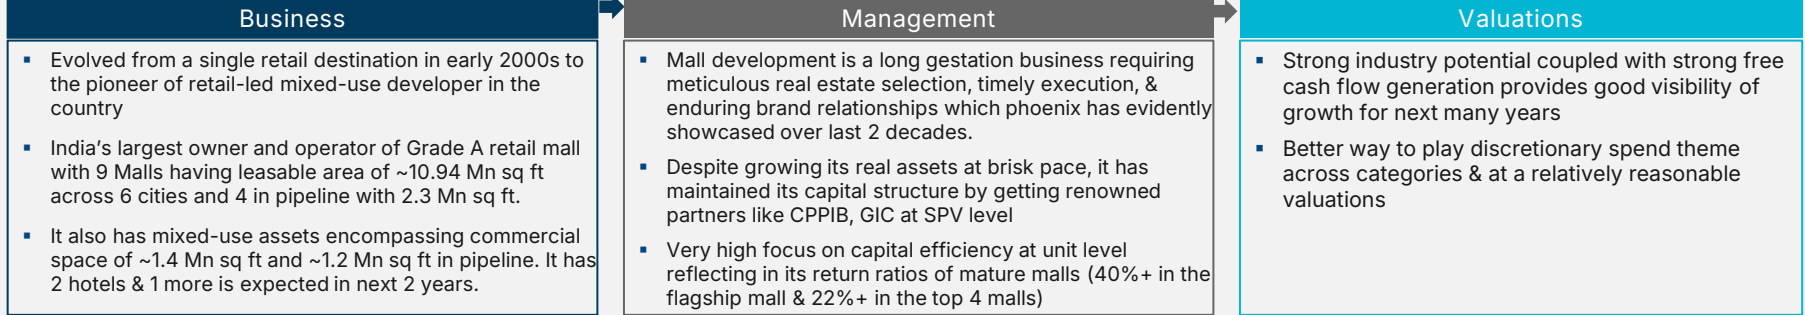 Business
▪ Evolved from a single retail destination in early 2000s to
the pioneer of retail-led mixed-use developer in the
country
▪ India's largest owner and operator of Grade A retail mall
with 9 Malls having leasable area of ~10.94 Mn sq ft
across 6 cities and 4 in pipeline with 2.3 Mn sq ft.
▪ It also has mixed-use assets encompassing commercial
space of ~1.4 Mn sq ft and ~1.2 Mn sq ft in pipeline. It has
2 hotels & 1 more is expected in next 2 years.
Management
▪ Mall development is a long gestation business requiring
meticulous real estate selection, timely execution, &
enduring brand relationships which phoenix has evidently
showcased over last 2 decades.
▪ Despite growing its real assets at brisk pace, it has
maintained its capital structure by getting renowned
partners like CPPIB, GIC at SPV level
▪ Very high focus on capital efficiency at unit level
reflecting in its return ratios of mature malls (40%+ in the
flagship mall & 22%+ in the top 4 malls)
Valuations
▪ Strong industry potential coupled with strong free
cash flow generation provides good visibility of
growth for next many years
▪ Better way to play discretionary spend theme
across categories & at a relatively reasonable
valuations